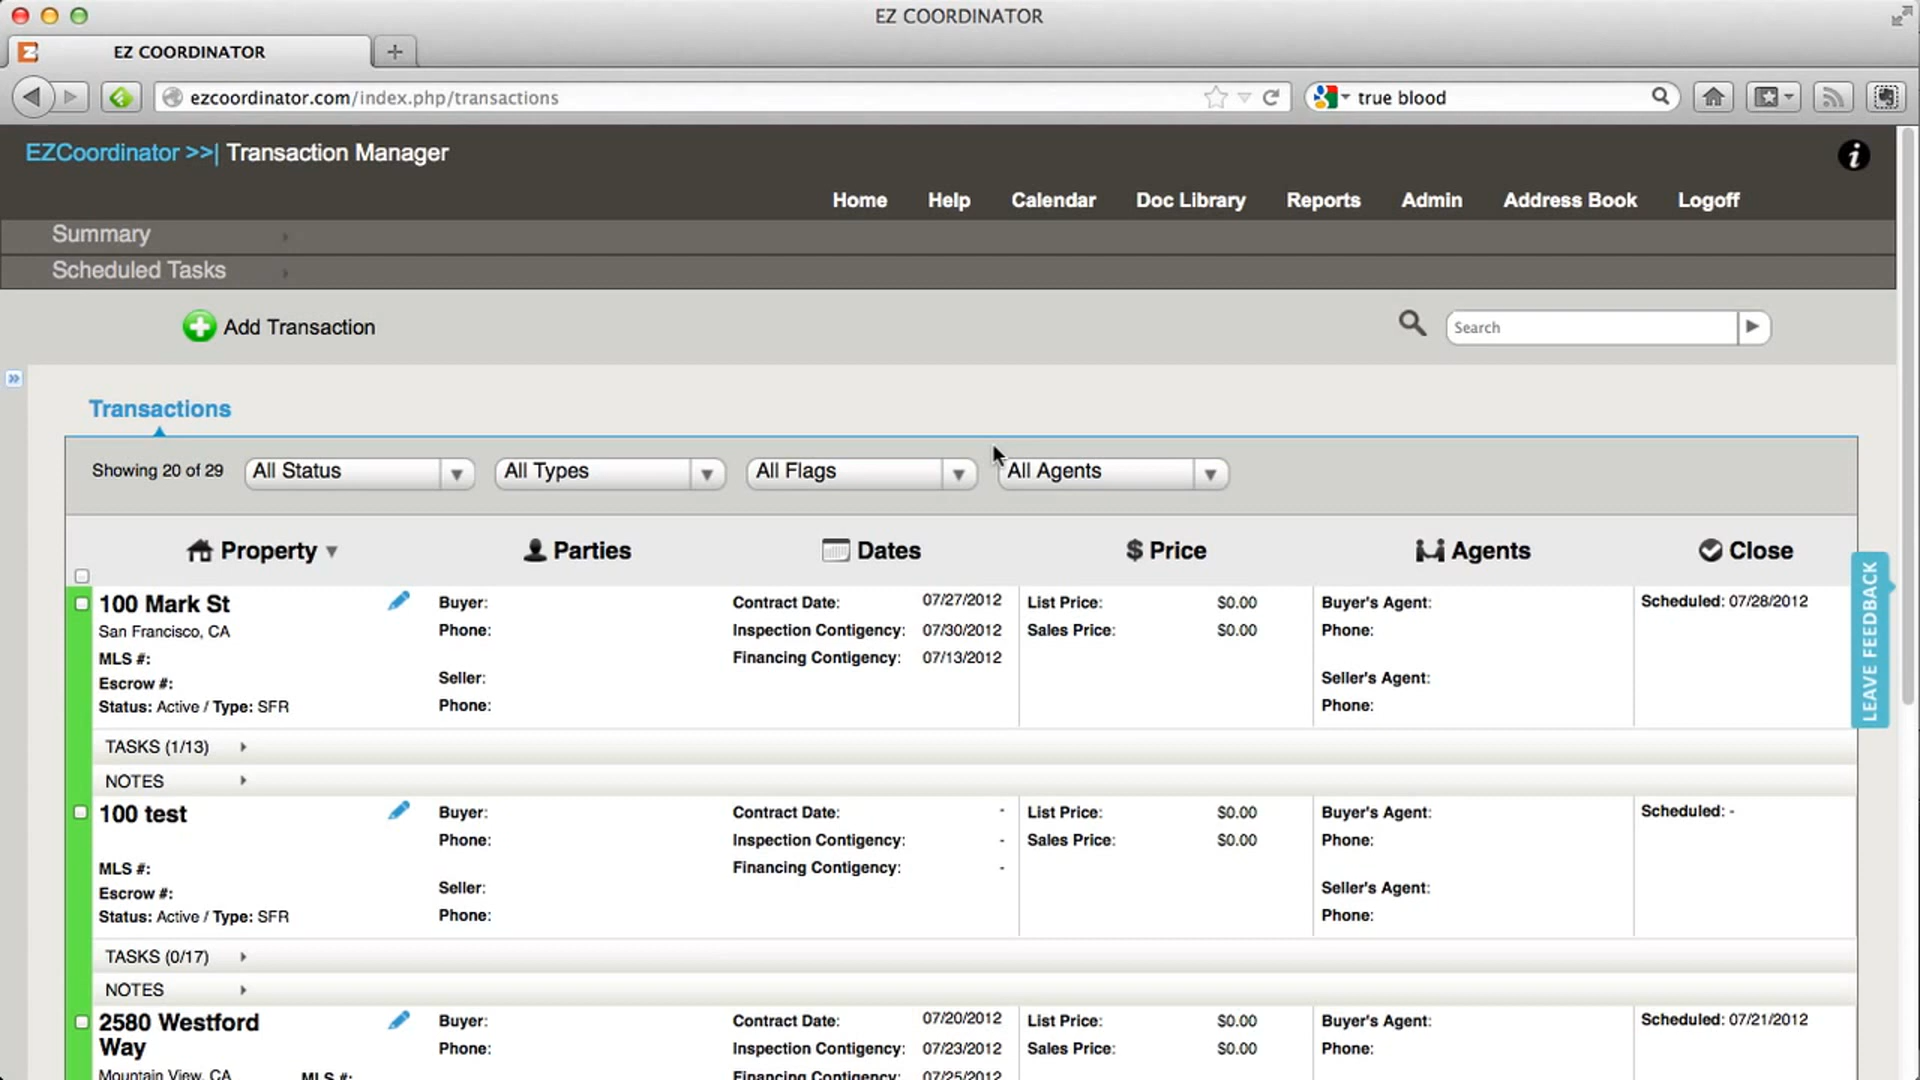 EZ COORDINATOR
EZ COORDINATOR
ezcoordinator.com/index.php/transactions
true blood
EZCoordinator >>| Transaction Manager
Home Help Calendar Doc Library Reports Admin Address Book Logoff
Summary
Scheduled Tasks
Add Transaction
Search
Transactions
Showing 20 of 29 All Status All Types All Flags All Agents
Property Parties Dates $ Price Agents Close
LEAVE FEEDBACK
100 Mark St Buyer: Contract Date: 07/27/2012 List Price: $0.00 Buyer's Agent: Scheduled: 07/28/2012
San Francisco, CA Phone: Inspection Contigency: 07/30/2012 Sales Price: $0.00 Phone:
MLS #: Financing Contigency: 07/13/2012
Escrow #: Seller: Seller's Agent:
Status: Active / Type: SFR Phone: Phone:
TASKS (1/13)
NOTES
100 test Buyer: Contract Date: - List Price: $0.00 Buyer's Agent: Scheduled: -
Phone: Inspection Contigency: - Sales Price: $0.00 Phone:
MLS #: Financing Contigency: -
Escrow #: Seller: Seller's Agent:
Status: Active / Type: SFR Phone: Phone:
TASKS (0/17)
NOTES
2580 Westford Buyer: Contract Date: 07/20/2012 List Price: $0.00 Buyer's Agent: Scheduled: 07/21/2012
Way Phone: Inspection Contigency: 07/23/2012 Sales Price: $0.00 Phone:
Mountain View, CA MLS #: Financing Contigency: 07/25/2012